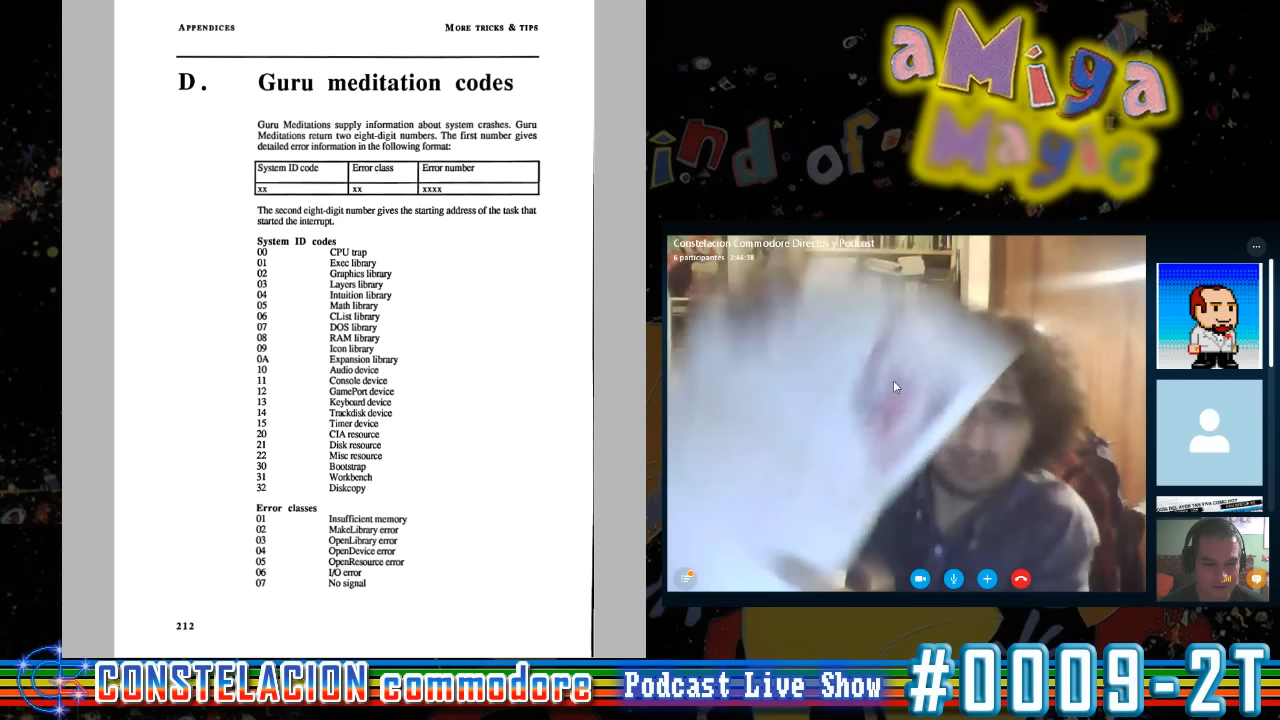 APPENDICES MORE TRICKS & TIPS
D. Guru meditation codes
Guru Meditations supply information about system crashes. Guru
Meditations return two eight-digit numbers. The first number gives
detailed error information in the following format:
System ID code Error class Error number
xx xx xxxx
The second eight-digit number gives the starting address of the task that
started the interrupt.
System ID codes
00 CPU trap
01 Exec library
02 Graphics library
03 Layers library
04 Intuition library
05 Math library
06 CList library
07 DOS library
08 RAM library
09 Icon library
0A Expansion library
10 Audio device
11 Console device
12 GamePort device
13 Keyboard device
14 Trackdisk device
15 Timer device
20 CIA resource
21 Disk resource
22 Misc resource
30 Bootstrap
31 Workbench
32 Diskcopy
Error classes
01 Insufficient memory
02 MakeLibrary error
03 OpenLibrary error
04 OpenDevice error
05 OpenResource error
06 I/O error
07 No signal
212
aMiga
ind of
Constelacion Commodore Directos y Podcast
6 participantes 2:46:38
CONSTELACION commodore Podcast Live Show #0009-2T